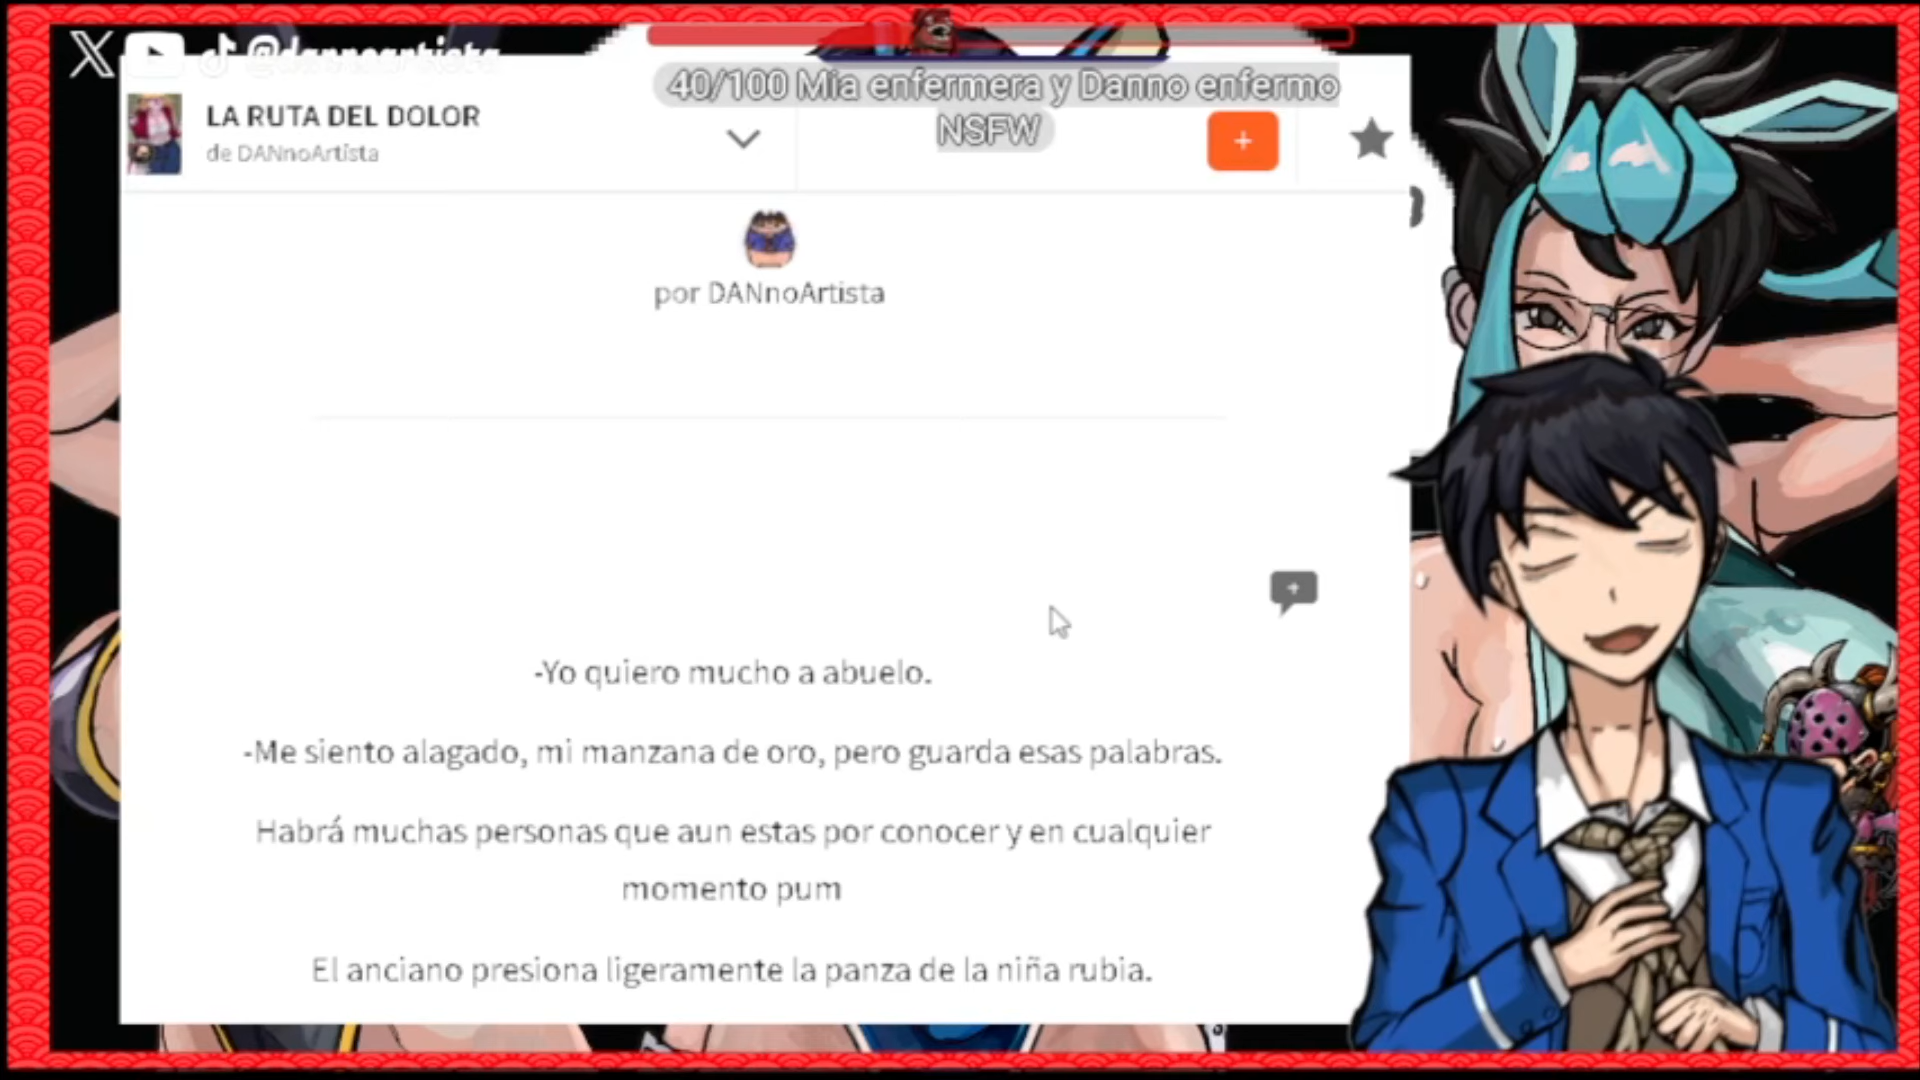 @dannoartista
40/100 Mia enfermera y Danno enfermo
NSFW
LA RUTA DEL DOLOR
de DANnoArtista
por DANnoArtista
-Yo quiero mucho a abuelo.
-Me siento alagado, mi manzana de oro, pero guarda esas palabras.
Habrá muchas personas que aun estas por conocer y en cualquier
momento pum
El anciano presiona ligeramente la panza de la niña rubia.